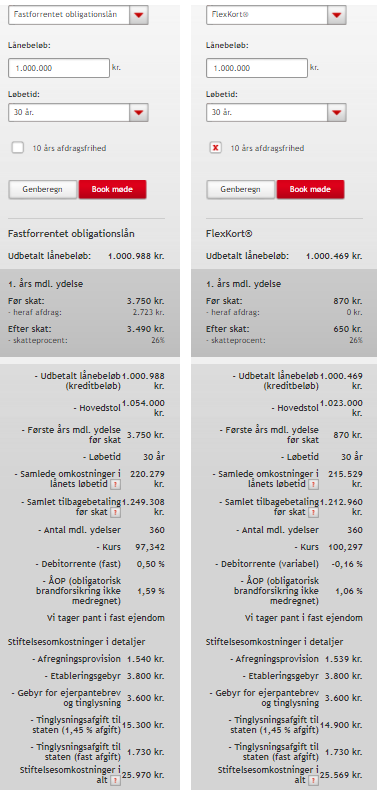 Fastforrentet obligationslån
Lånebeløb:
1.000.000 kr.
Løbetid:
30 år.
10 års afdragsfrihed
Genberegn Book møde
Fastforrentet obligationslån
Udbetalt lånebeløb: 1.000.988 kr.
1. års mdl. ydelse
Før skat: 3.750 kr.
- heraf afdrag: 2.723 kr.
Efter skat: 3.490 kr.
- skatteprocent: 26%
- Udbetalt lånebeløb 1.000.988
(kreditbeløb) kr.
- Hovedstol 1.054.000
kr.
- Første års mdl. ydelse
før skat 3.750 kr.
- Løbetid 30 år
- Samlede omkostninger i 220.279
lånets løbetid ? kr.
- Samlet tilbagebetaling 1.249.308
før skat ? kr.
- Antal mdl. ydelser 360
- Kurs 97,342
- Debitorrente (fast) 0,50 %
- ÅOP (obligatorisk
brandforsikring ikke 1,59 %
medregnet)
Vi tager pant i fast ejendom
Stiftelsesomkostninger i detaljer
- Afregningsprovision 1.540 kr.
- Etableringsgebyr 3.800 kr.
- Gebyr for ejerpantebrev
og tinglysning 3.600 kr.
- Tinglysningsafgift til
staten (1,45 % afgift) 15.300 kr.
- Tinglysningsafgift til
staten (fast afgift) 1.730 kr.
Stiftelsesomkostninger i
alt ? 25.970 kr.
FlexKort®
Lånebeløb:
1.000.000 kr.
Løbetid:
30 år.
x 10 års afdragsfrihed
Genberegn Book møde
FlexKort®
Udbetalt lånebeløb: 1.000.469 kr.
1. års mdl. ydelse
Før skat: 870 kr.
- heraf afdrag: 0 kr.
Efter skat: 650 kr.
- skatteprocent: 26%
- Udbetalt lånebeløb 1.000.469
(kreditbeløb) kr.
- Hovedstol 1.023.000
kr.
- Første års mdl. ydelse
før skat 870 kr.
- Løbetid 30 år
- Samlede omkostninger i 215.529
lånets løbetid ? kr.
- Samlet tilbagebetaling 1.212.960
før skat ? kr.
- Antal mdl. ydelser 360
- Kurs 100,297
- Debitorrente (variabel) -0,16 %
- ÅOP (obligatorisk
brandforsikring ikke 1,06 %
medregnet)
Vi tager pant i fast ejendom
Stiftelsesomkostninger i detaljer
- Afregningsprovision 1.539 kr.
- Etableringsgebyr 3.800 kr.
- Gebyr for ejerpantebrev
og tinglysning 3.600 kr.
- Tinglysningsafgift til
staten (1,45 % afgift) 14.900 kr.
- Tinglysningsafgift til
staten (fast afgift) 1.730 kr.
Stiftelsesomkostninger i
alt ? 25.569 kr.